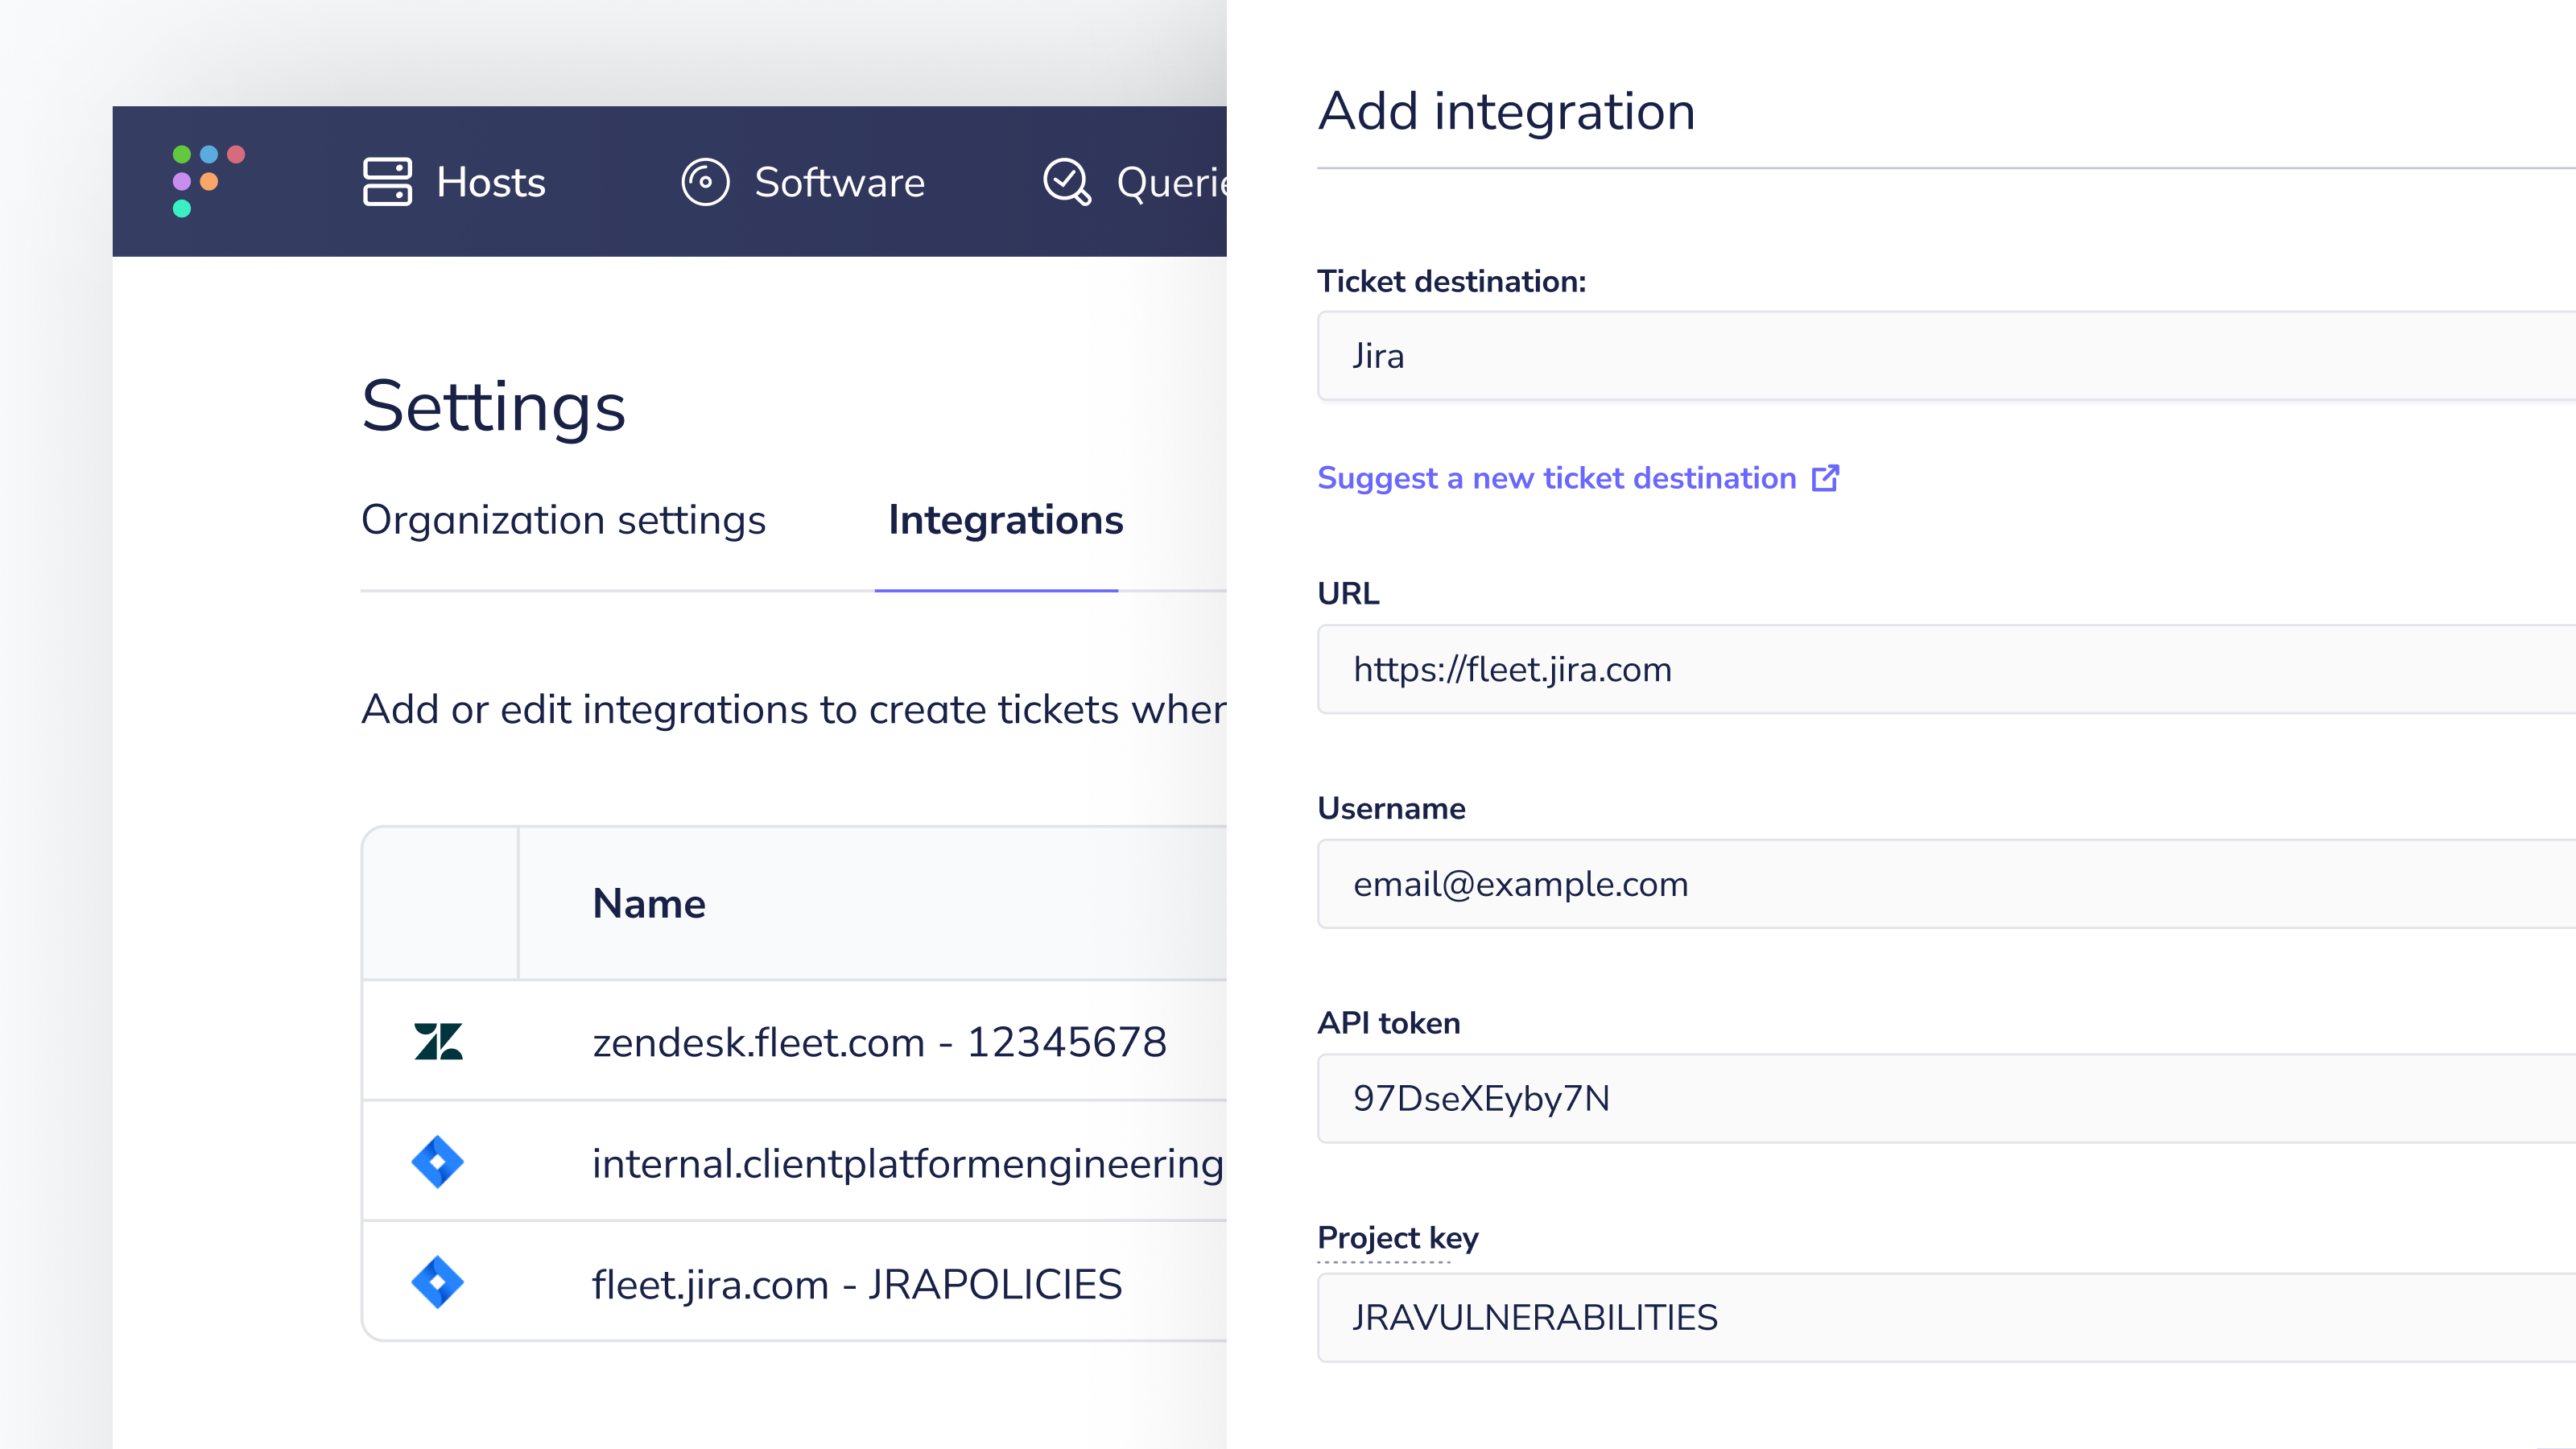 Hosts
Software
Settings
Organization settings
Integrations
Add or edit integrations to create tickets
Name
zendesk.fleet.com - 12345678
internal.clientplatformengineering
fleet.jira.com - JRAPOLICIES
Add integration
Ticket destination:
Jira
Suggest a new ticket destination
URL
https://fleet.jira.com
Username
email@example.com
API token
97DseXEyby7N
Project key
JRAVULNERABILITIES